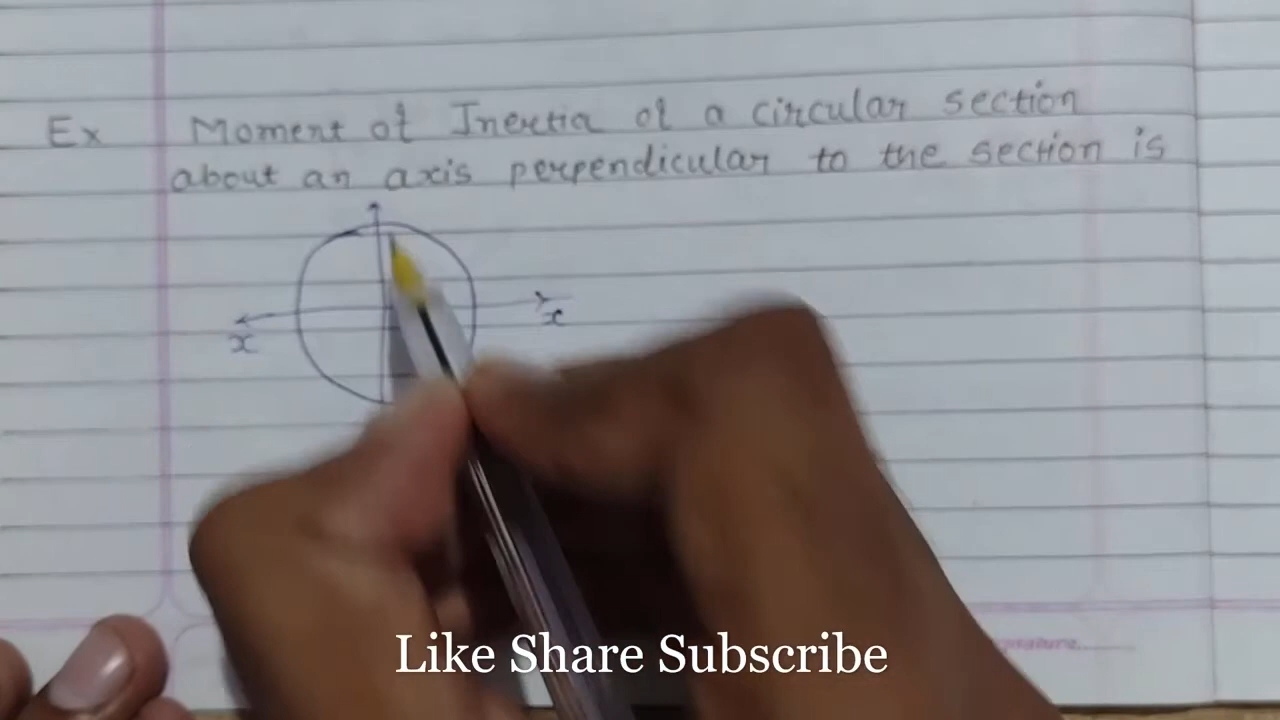 Ex Moment of Inertia of a circular section
about an axis perpendicular to the section is
x x
Like Share Subscribe